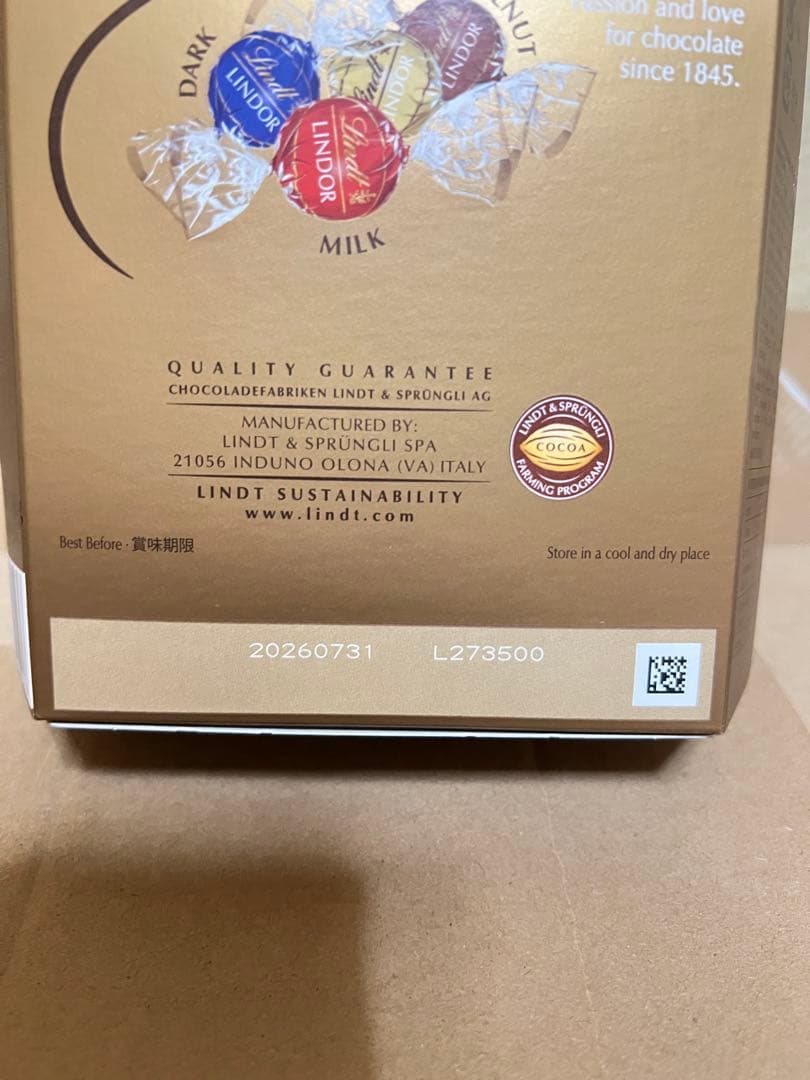 and love
for chocolate
since 1845.
DARK
Lindt
LINDOR
LINDOR
Lindt
LINDOR
MILK
QUALITY GUARANTEE
CHOCOLADEFABRIKEN LINDT & SPRÜNGLI AG
MANUFACTURED BY:
LINDT & SPRÜNGLI SPA
21056 INDUNO OLONA (VA) ITALY
LINDT SUSTAINABILITY
www.lindt.com
LINDT & SPRÜNGLI
COCOA
FARMING PROGRAM
Best Before · 賞味期限
Store in a cool and dry place
20260731 L273500